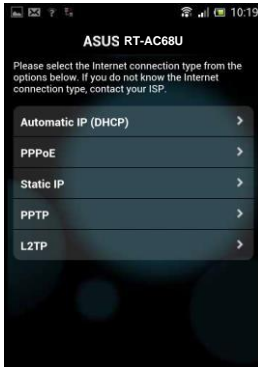 10:19
ASUS RT-AC68U
Please select the Internet connection type from the
options below. If you do not know the Internet
connection type, contact your ISP.
Automatic IP (DHCP)
PPPoE
Static IP
PPTP
L2TP